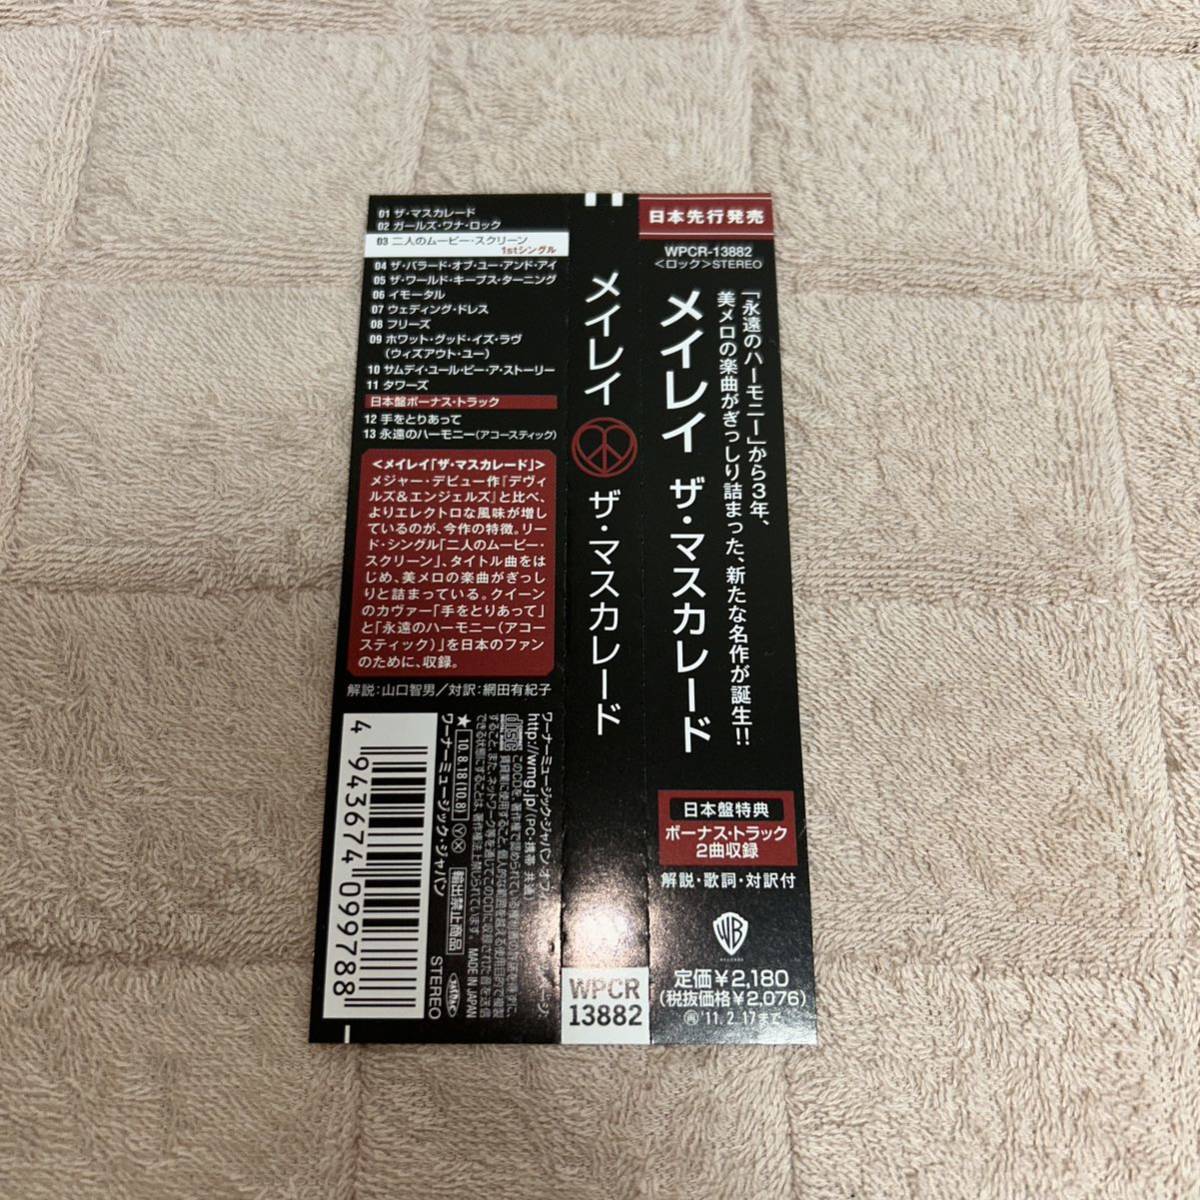 日本先行発売
WPCR-13882
<ロック>STEREO
「永遠のハーモニー」から3年、
美メロの楽曲がぎっしり詰まった、新たな名作が誕生!!
メイレイ ザ・マスカレード
日本盤特典
ボーナス・トラック
2曲収録
解説・歌詞・対訳付
WB
定価¥2,180
(税抜価格¥2,076)
再 '11.2.17まで
メイレイ ザ・マスカレード
WPCR
13882
01 ザ・マスカレード
02 ガールズ・ワナ・ロック
03 二人のムービー・スクリーン
1stシングル
04 ザ・バラード・オブ・ユー・アンド・アイ
05 ザ・ワールド・キープス・ターニング
06 イモータル
07 ウェディング・ドレス
08 フリーズ
09 ホワット・グッド・イズ・ラヴ
(ウィズアウト・ユー)
10 サムデイ・ユール・ビー・ア・ストーリー
11 タワーズ
日本盤ボーナス・トラック
12 手をとりあって
13 永遠のハーモニー(アコースティック)
<メイレイ「ザ・マスカレード」>
メジャー・デビュー作『デヴィ
ルズ&エンジェルズ』と比べ、
よりエレクトロな風味が増し
ているのが、今作の特徴。リー
ド・シングル「二人のムービー・
スクリーン」、タイトル曲をは
じめ、美メロの楽曲がぎっし
りと詰まっている。クイーン
のカヴァー「手をとりあって」
と「永遠のハーモニー(アコー
スティック)」を日本のファン
のために、収録。
解説:山口智男/対訳:網田有紀子
http://wmg.jp/(PC・携帯 共通)
MADE IN JAPAN
★ 10.8.18(10.8) Ⓨ Ⓧ 輸出禁止商品
ワーナーミュージック・ジャパン
STEREO
4 943674 099788